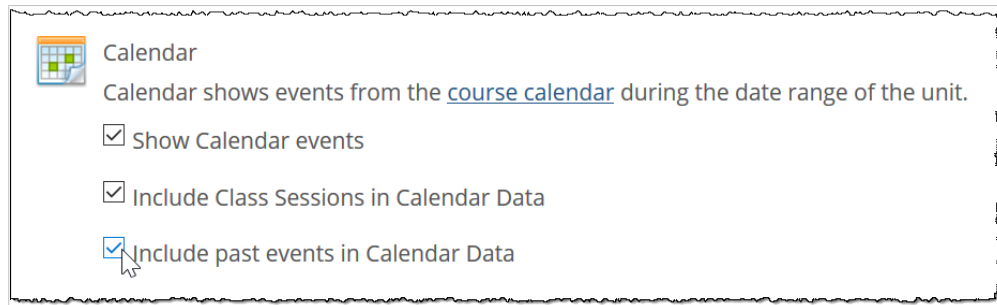 Calendar
Calendar shows events from the course calendar during the date range of the unit.
Show Calendar events
Include Class Sessions in Calendar Data
Include past events in Calendar Data